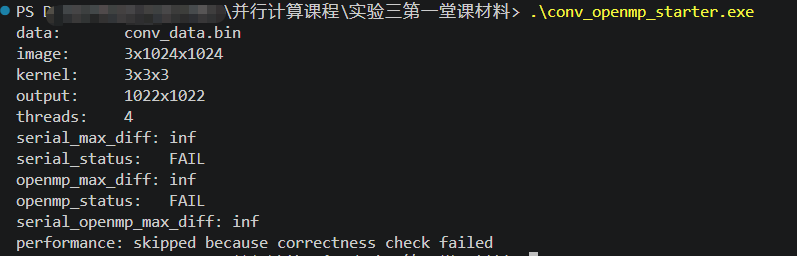 PS D \并行计算课程\实验三第一堂课材料> .\conv_openmp_starter.exe
data: conv_data.bin
image: 3x1024x1024
kernel: 3x3x3
output: 1022x1022
threads: 4
serial_max_diff: inf
serial_status: FAIL
openmp_max_diff: inf
openmp_status: FAIL
serial_openmp_max_diff: inf
performance: skipped because correctness check failed